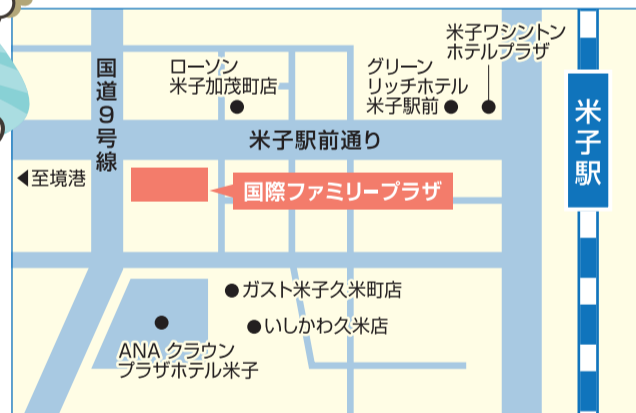 米子ワシントン
ホテルプラザ
国道9号線
ローソン
米子加茂町店
グリーン
リッチホテル
米子駅前
米子駅
米子駅前通り
◀至境港
国際ファミリープラザ
ガスト米子久米町店
いしかわ久米店
ANA クラウン
プラザホテル米子